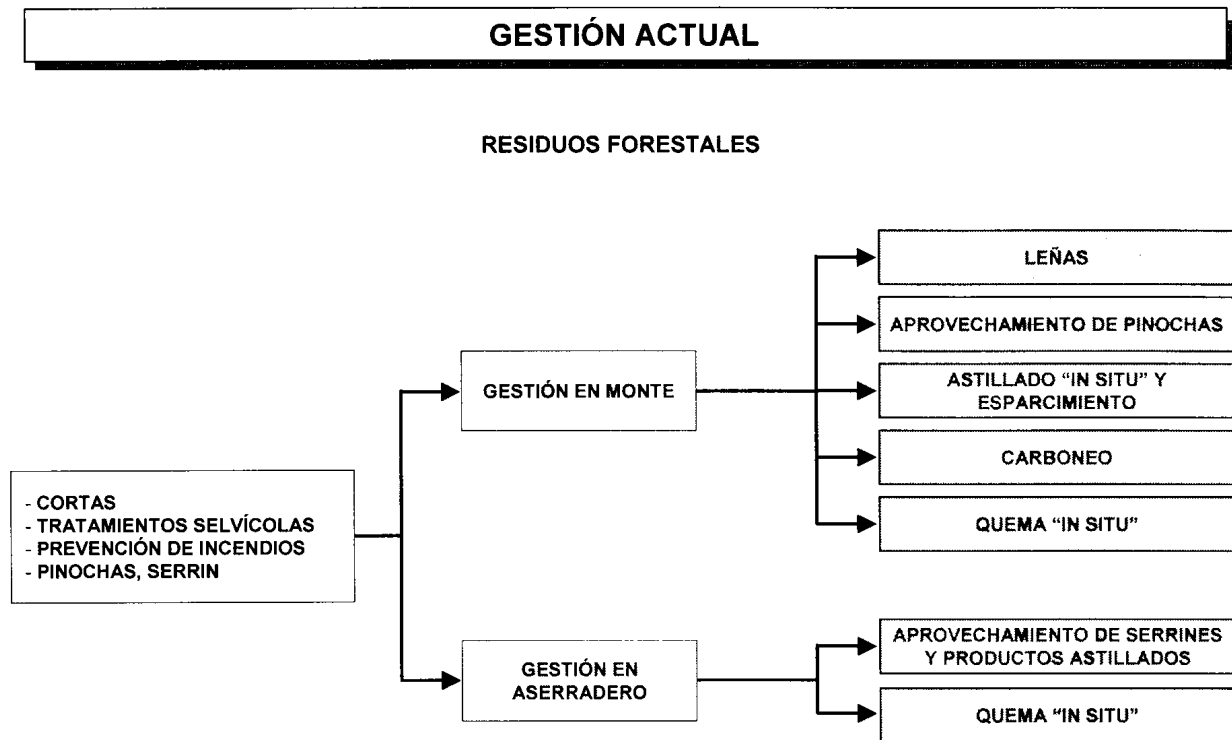 GESTIÓN ACTUAL
RESIDUOS FORESTALES
- CORTAS
- TRATAMIENTOS SELVÍCOLAS
- PREVENCIÓN DE INCENDIOS
- PINOCHAS, SERRIN
GESTIÓN EN MONTE
LEÑAS
APROVECHAMIENTO DE PINOCHAS
ASTILLADO “IN SITU” Y
ESPARCIMIENTO
CARBONEO
QUEMA “IN SITU”
GESTIÓN EN
ASERRADERO
APROVECHAMIENTO DE SERRINES
Y PRODUCTOS ASTILLADOS
QUEMA “IN SITU”